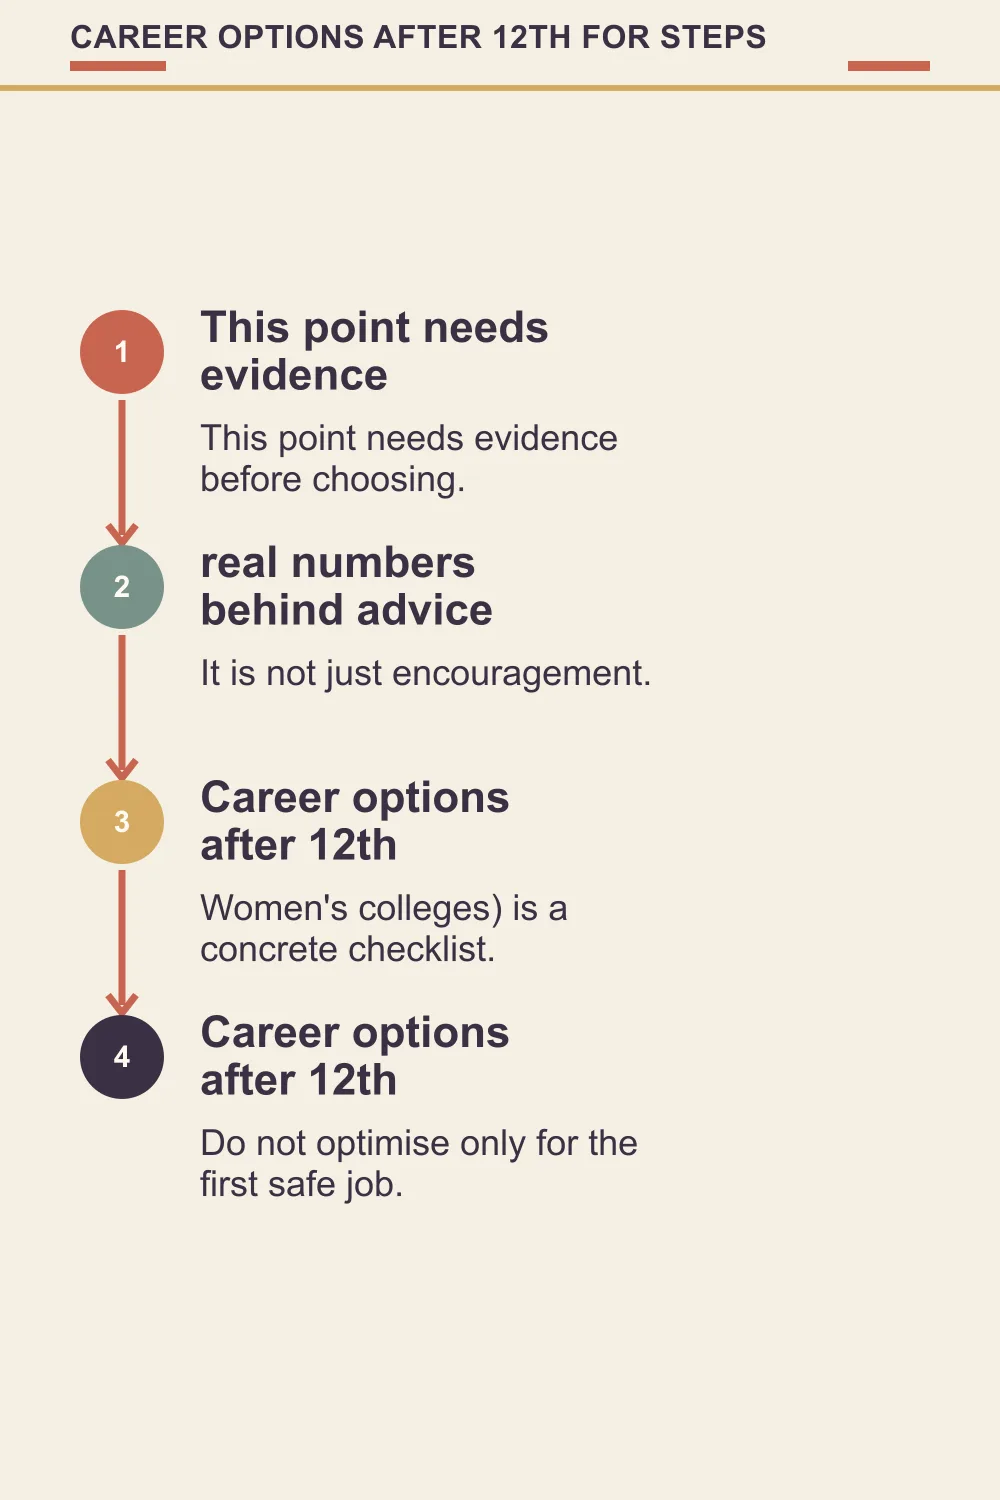 CAREER OPTIONS AFTER 12TH FOR STEPS
1
This point needs
evidence
This point needs evidence
before choosing.
2
real numbers
behind advice
It is not just encouragement.
3
Career options
after 12th
Women's colleges) is a
concrete checklist.
4
Career options
after 12th
Do not optimise only for the
first safe job.